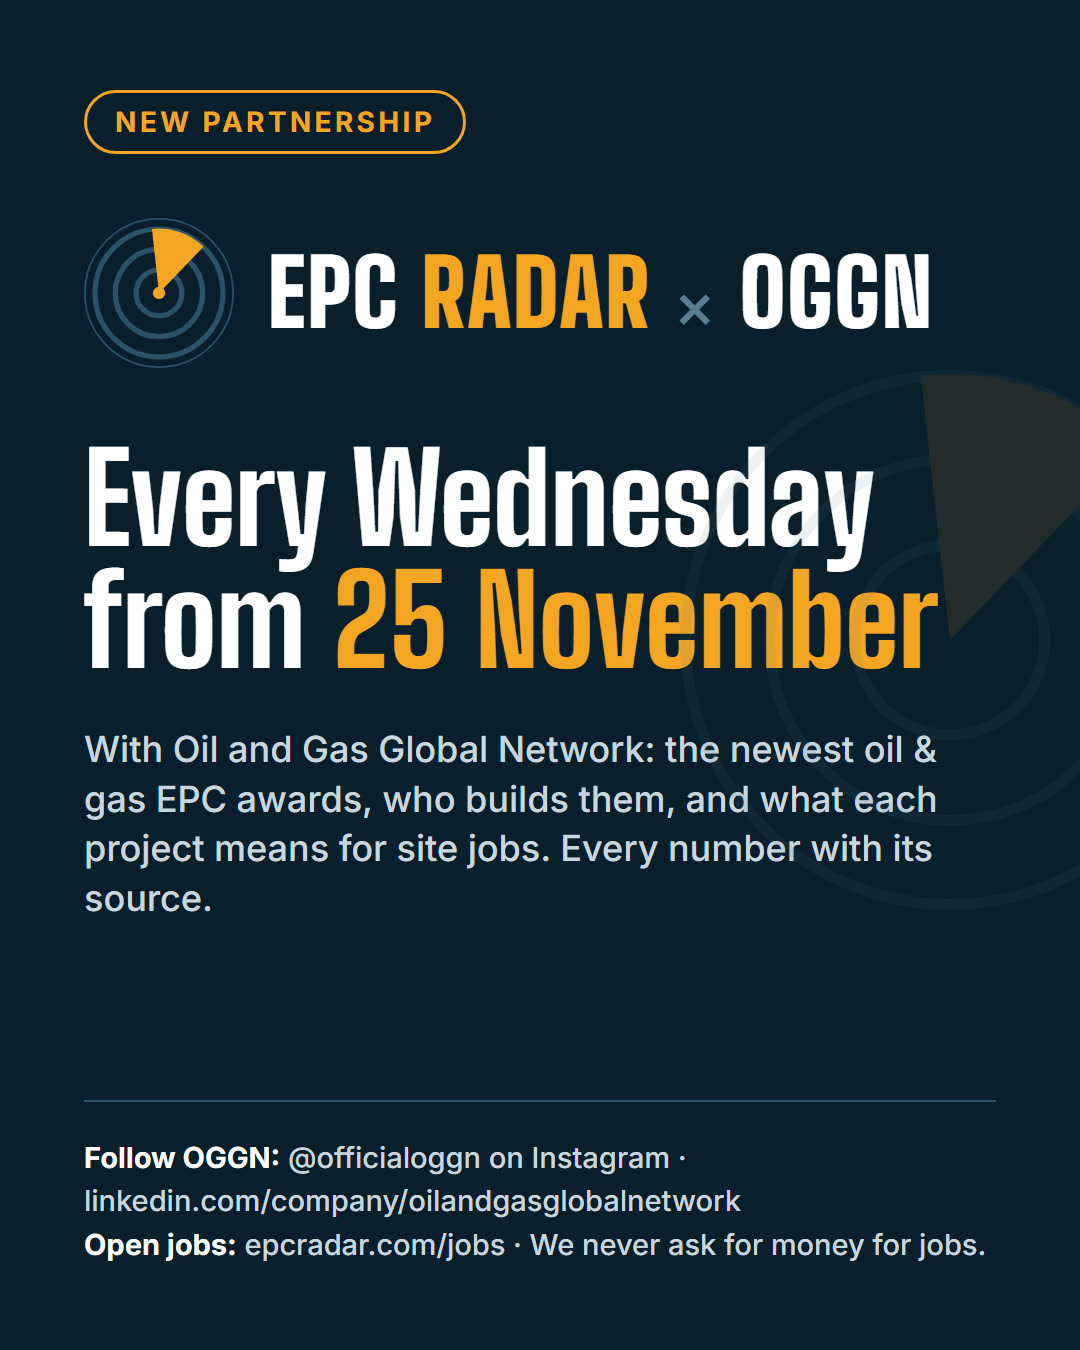 NEW PARTNERSHIP
EPC RADAR × OGGN
Every Wednesday
from 25 November
With Oil and Gas Global Network: the newest oil &
gas EPC awards, who builds them, and what each
project means for site jobs. Every number with its
source.
Follow OGGN: @officialoggn on Instagram ·
linkedin.com/company/oilandgasglobalnetwork
Open jobs: epcradar.com/jobs · We never ask for money for jobs.